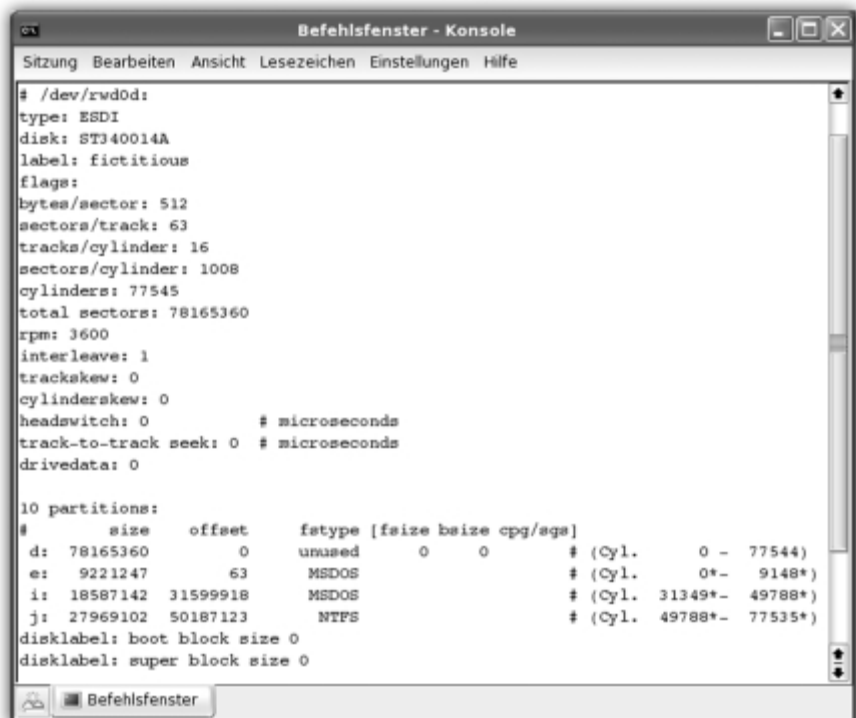 Befehlsfenster - Konsole
Sitzung Bearbeiten Ansicht Lesezeichen Einstellungen Hilfe
# /dev/rwd0d:
type: ESDI
disk: ST340014A
label: fictitious
flags:
bytes/sector: 512
sectors/track: 63
tracks/cylinder: 16
sectors/cylinder: 1008
cylinders: 77545
total sectors: 78165360
rpm: 3600
interleave: 1
trackskew: 0
cylinderskew: 0
headswitch: 0 # microseconds
track-to-track seek: 0 # microseconds
drivedata: 0
10 partitions:
# size offset fstype [fsize bsize cpg/sgs]
d: 78165360 0 unused 0 0 # (Cyl. 0 - 77544)
e: 9221247 63 MSDOS # (Cyl. 0*- 9148*)
i: 18587142 31599918 MSDOS # (Cyl. 31349*- 49788*)
j: 27969102 50187123 NTFS # (Cyl. 49788*- 77535*)
disklabel: boot block size 0
disklabel: super block size 0
Befehlsfenster